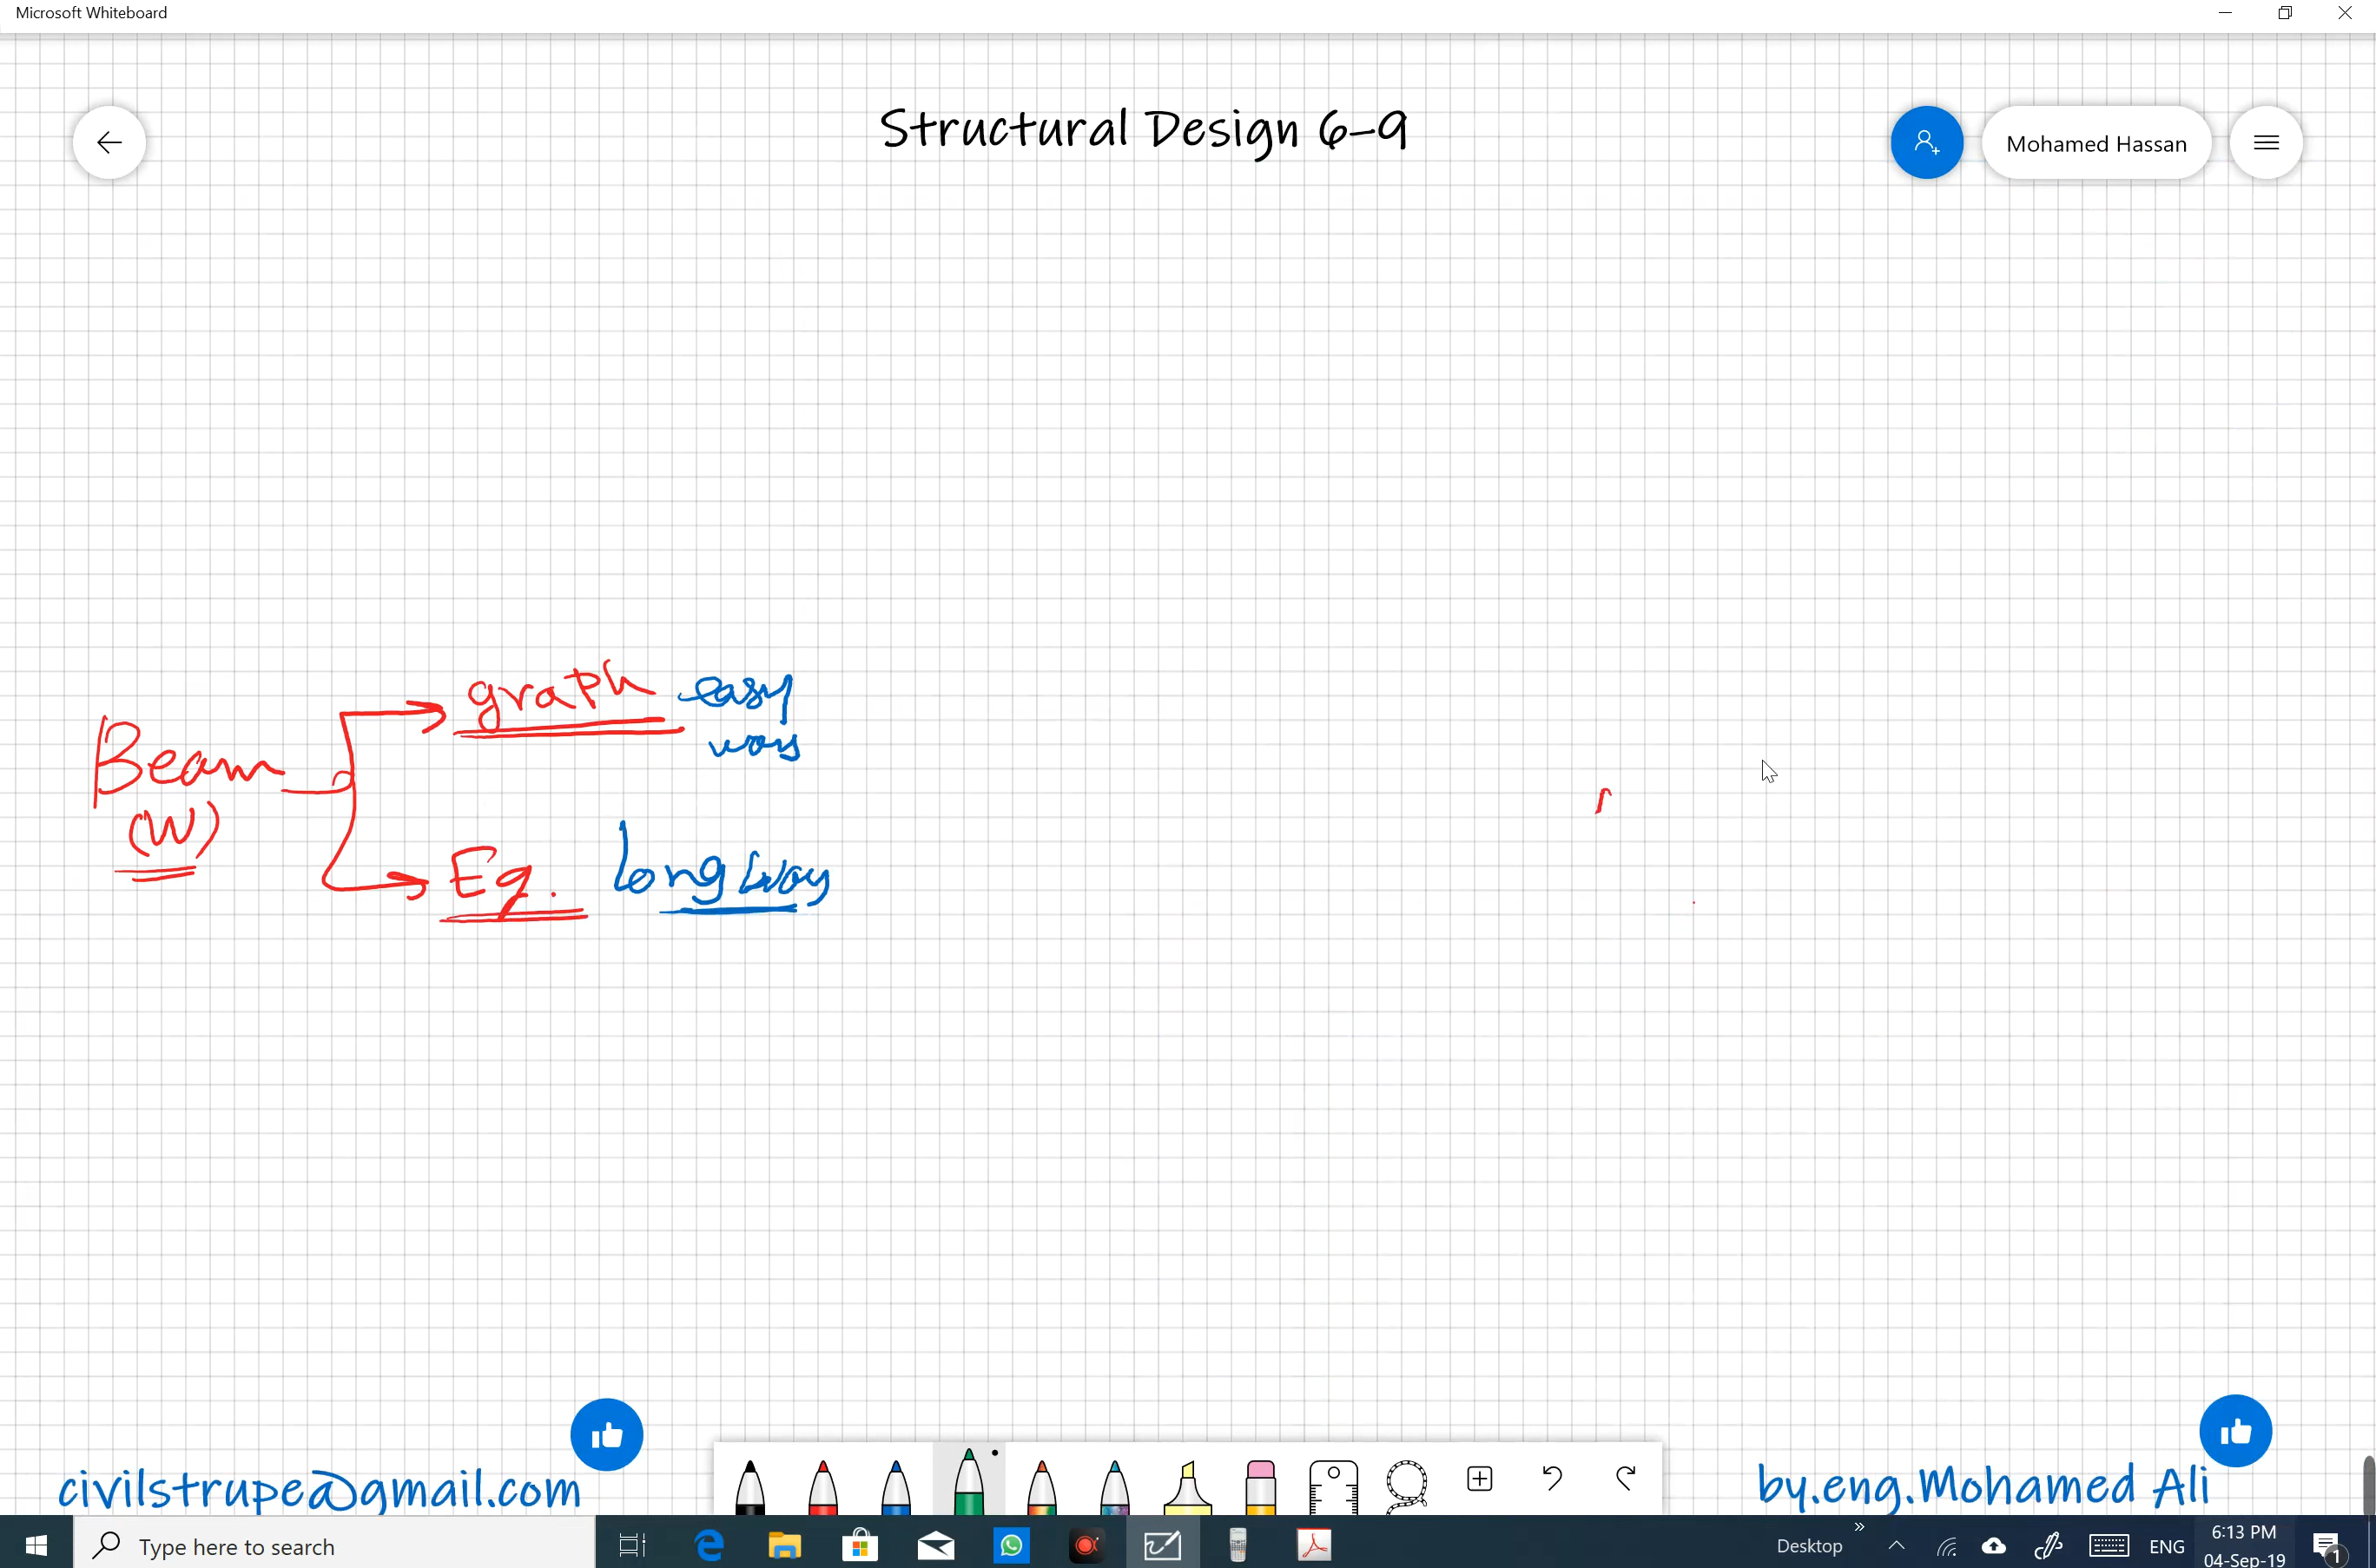 Microsoft Whiteboard
Structural Design 6-9
Mohamed Hassan
graph easy
way
Beam
(W)
Eq. long way
civilstrupe@gmail.com
by.eng.Mohamed Ali
Type here to search
Desktop
ENG
6:13 PM
04-Sep-19
1